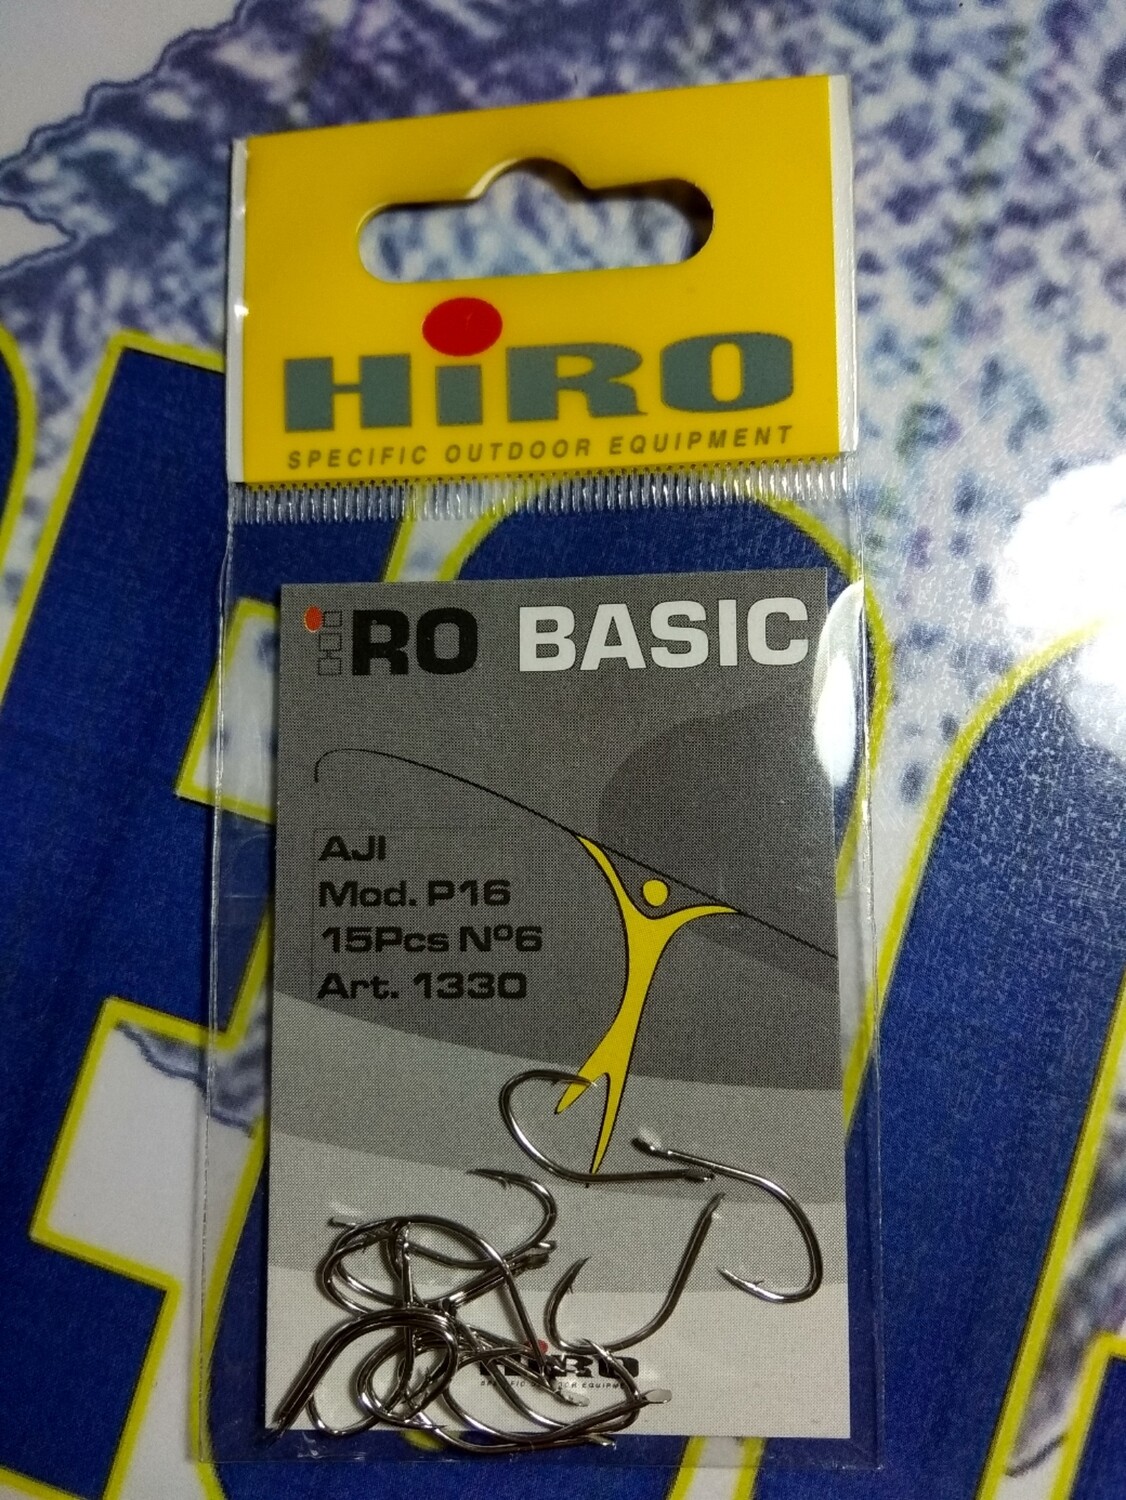 HiRO
SPECIFIC OUTDOOR EQUIPMENT
RO BASIC
AJI
Mod. P16
15Pcs Nº6
Art. 1330